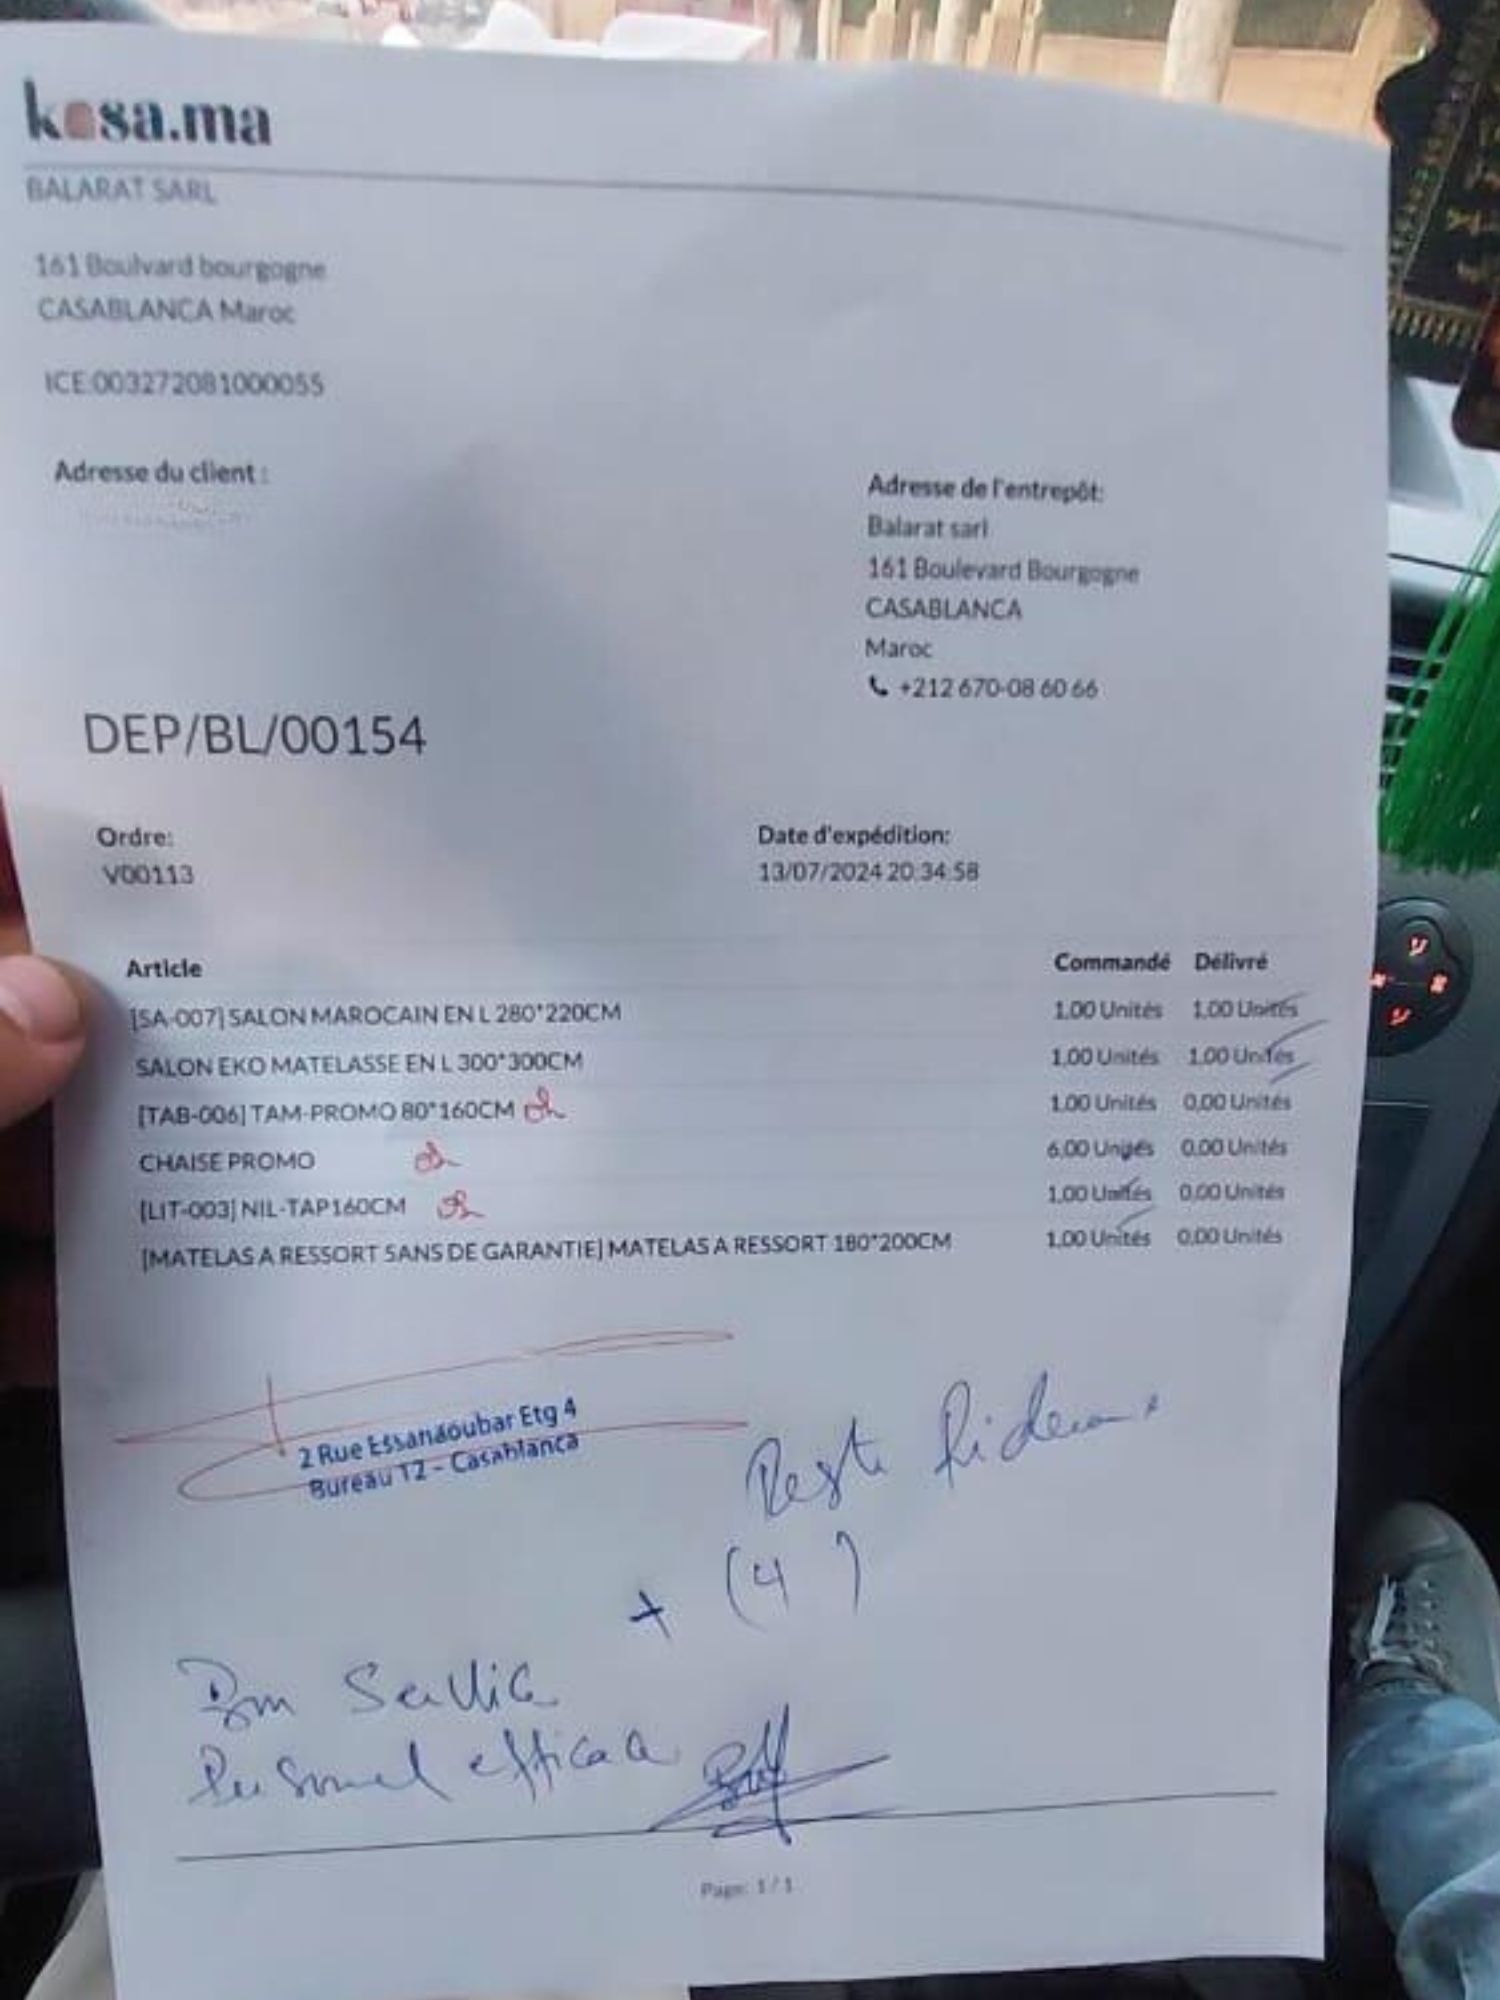 kosa.ma
BALARAT SARL
161 Boulvard bourgogne
CASABLANCA Maroc
ICE:003272081000055
Adresse du client :
Adresse de l'entrepôt:
Balarat sarl
161 Boulevard Bourgogne
CASABLANCA
Maroc
+212 670-08 60 66
DEP/BL/00154
Ordre:
V00113
Date d'expédition:
13/07/2024 20:34:58
Article Commandé Délivré
[SA-007] SALON MAROCAIN EN L 280*220CM 1,00 Unités 1,00 Unités
SALON EKO MATELASSE EN L 300*300CM 1,00 Unités 1,00 Unités
[TAB-006] TAM-PROMO 80*160CM 1,00 Unités 0,00 Unités
CHAISE PROMO 6,00 Unités 0,00 Unités
[LIT-003] NIL-TAP160CM 1,00 Unités 0,00 Unités
[MATELAS A RESSORT SANS DE GARANTIE] MATELAS A RESSORT 180*200CM 1,00 Unités 0,00 Unités
2 Rue Essanaoubar Etg 4
Bureau 12 - Casablanca
Reste Rideaux
+ (4)
Bon Service
Personnel efficace
Page: 1 / 1